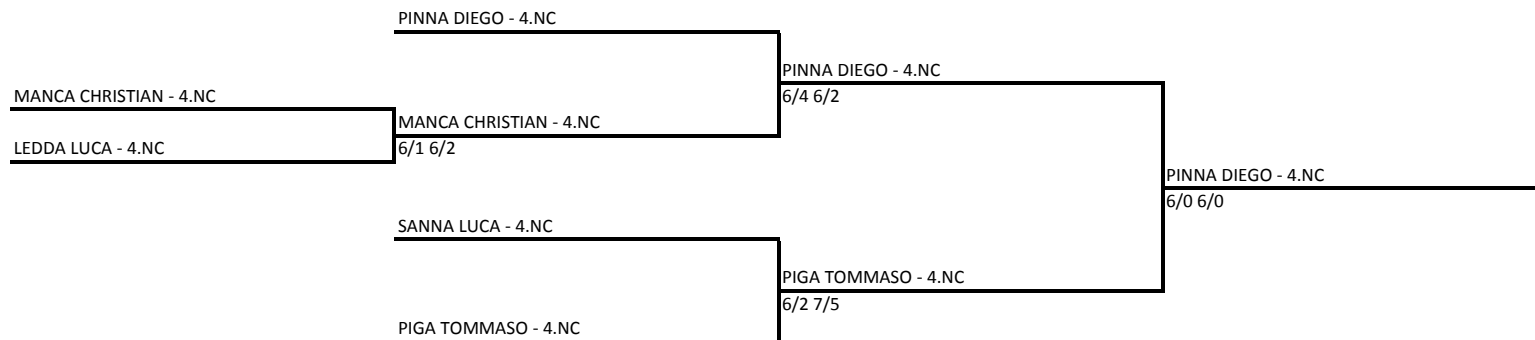 PINNA DIEGO - 4.NC
PINNA DIEGO - 4.NC
6/4 6/2
MANCA CHRISTIAN - 4.NC
MANCA CHRISTIAN - 4.NC
6/1 6/2
LEDDA LUCA - 4.NC
PINNA DIEGO - 4.NC
6/0 6/0
SANNA LUCA - 4.NC
PIGA TOMMASO - 4.NC
6/2 7/5
PIGA TOMMASO - 4.NC